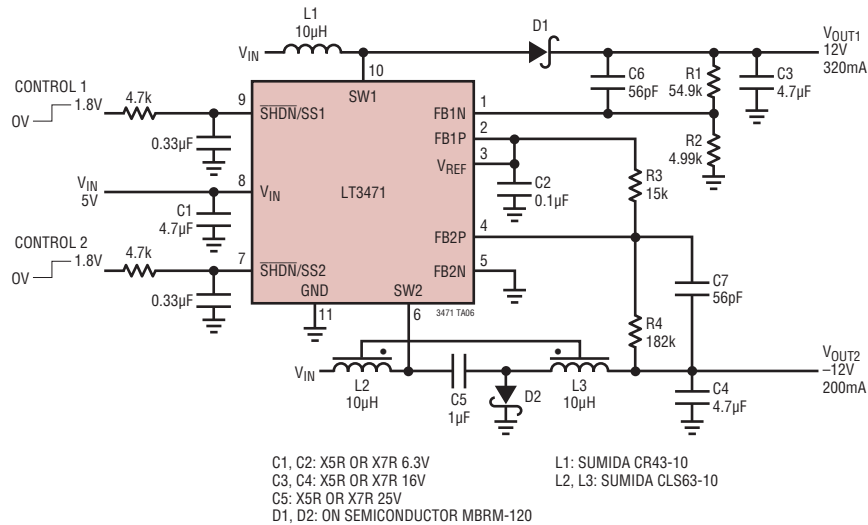 L1
10µH
D1
VIN
VOUT1
12V
320mA
10
SW1
C6
56pF
R1
54.9k
C3
4.7µF
CONTROL 1
0V
1.8V
4.7k
9
SHDN/SS1
FB1N
1
0.33µF
FB1P
2
R2
4.99k
VREF
3
VIN
5V
8
VIN
LT3471
C2
0.1µF
R3
15k
C1
4.7µF
FB2P
4
CONTROL 2
0V
1.8V
4.7k
7
SHDN/SS2
FB2N
5
C7
56pF
0.33µF
GND
SW2
11
6
3471 TA06
R4
182k
VIN
L2
10µH
C5
1µF
D2
L3
10µH
VOUT2
–12V
200mA
C4
4.7µF
C1, C2: X5R OR X7R 6.3V
C3, C4: X5R OR X7R 16V
C5: X5R OR X7R 25V
D1, D2: ON SEMICONDUCTOR MBRM-120
L1: SUMIDA CR43-10
L2, L3: SUMIDA CLS63-10